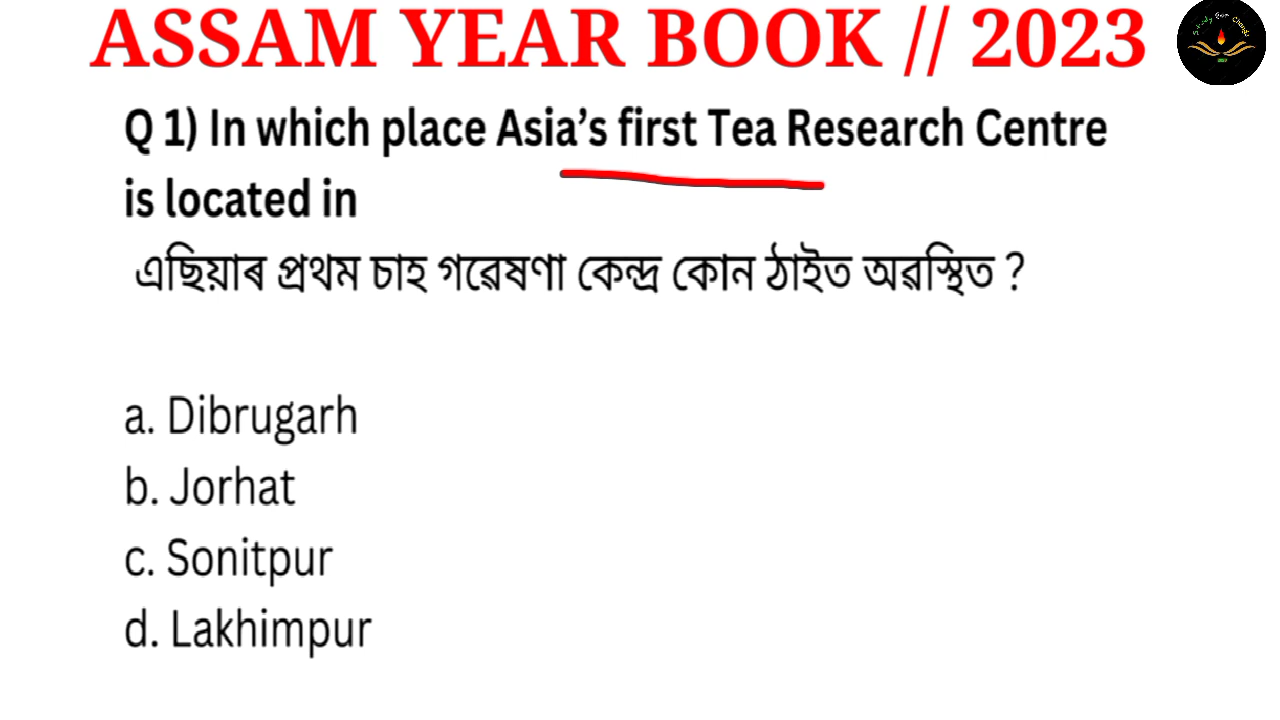 ASSAM YEAR BOOK // 2023
Q 1) In which place Asia's first Tea Research Centre
is located in
এছিয়াৰ প্ৰথম চাহ গৱেষণা কেন্দ্ৰ কোন ঠাইত অৱস্থিত ?
a. Dibrugarh
b. Jorhat
c. Sonitpur
d. Lakhimpur